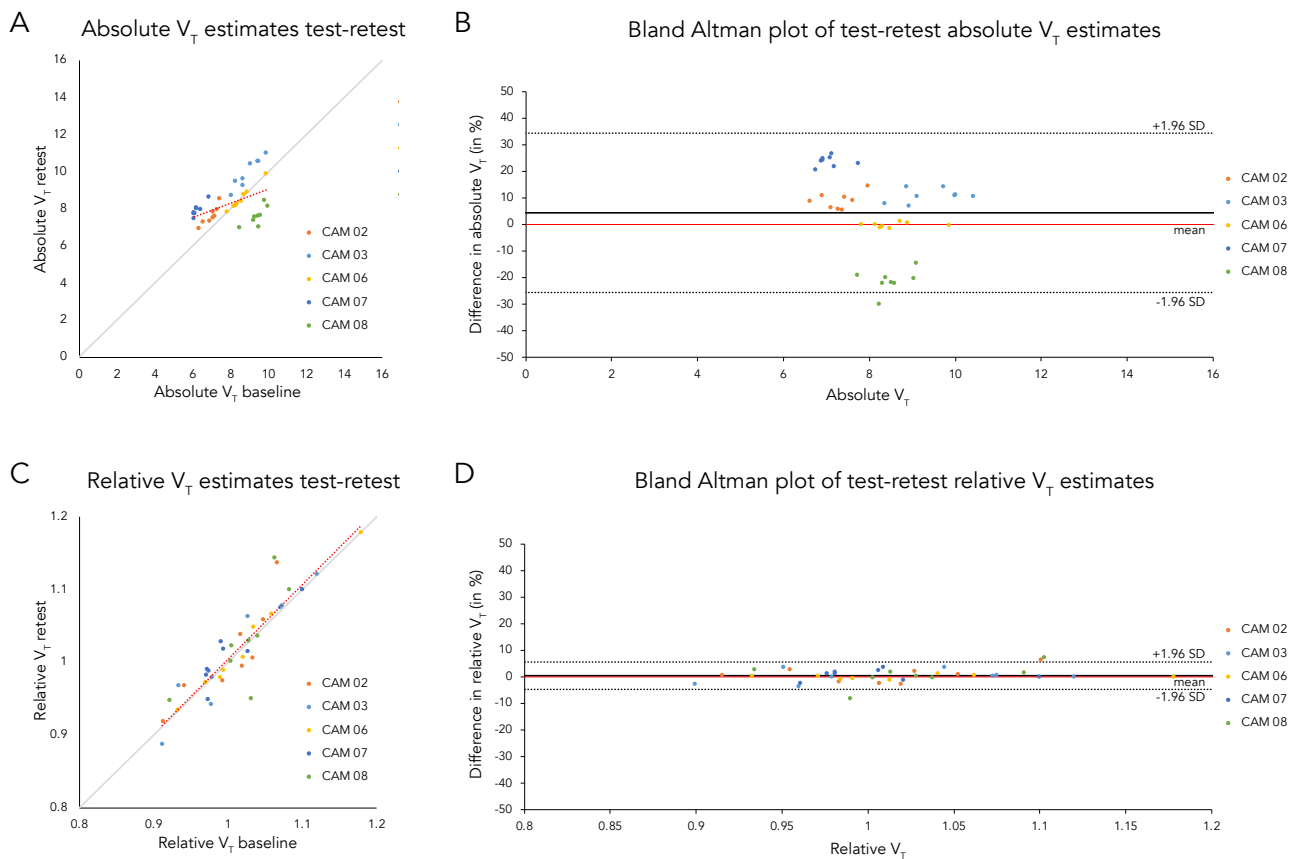 A
Absolute V_T estimates test-retest
16
14
12
10
8
6
4
2
0
Absolute V_T retest
0 2 4 6 8 10 12 14 16
Absolute V_T baseline
CAM 02
CAM 03
CAM 06
CAM 07
CAM 08
B
Bland Altman plot of test-retest absolute V_T estimates
50
40
30
20
10
0
-10
-20
-30
-40
-50
Difference in absolute V_T (in %)
+1.96 SD
mean
-1.96 SD
0 2 4 6 8 10 12 14 16
Absolute V_T
CAM 02
CAM 03
CAM 06
CAM 07
CAM 08
C
Relative V_T estimates test-retest
1.2
1.1
1
0.9
0.8
Relative V_T retest
0.8 0.9 1 1.1 1.2
Relative V_T baseline
CAM 02
CAM 03
CAM 06
CAM 07
CAM 08
D
Bland Altman plot of test-retest relative V_T estimates
50
40
30
20
10
0
-10
-20
-30
-40
-50
Difference in relative V_T (in %)
+1.96 SD
mean
-1.96 SD
0.8 0.85 0.9 0.95 1 1.05 1.1 1.15 1.2
Relative V_T
CAM 02
CAM 03
CAM 06
CAM 07
CAM 08